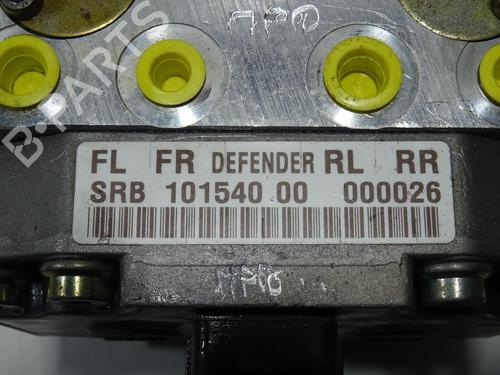 B-PARTS
FL FR DEFENDER RL RR
SRB 101540 00 000026